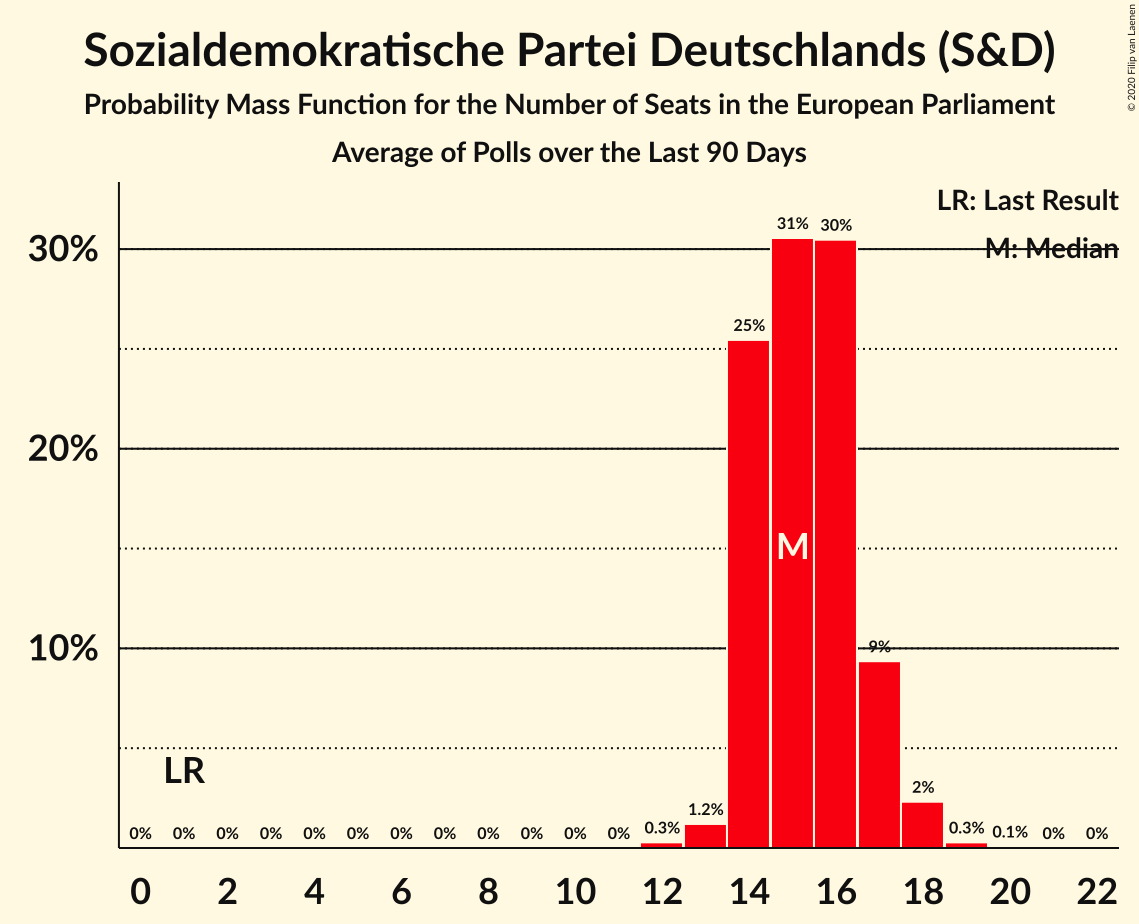 Sozialdemokratische Partei Deutschlands (S&D)
Probability Mass Function for the Number of Seats in the European Parliament
Average of Polls over the Last 90 Days
© 2020 Filip van Laenen
LR: Last Result
M: Median
30%
20%
10%
31%
30%
25%
M
9%
LR
0% 0% 0% 0% 0% 0% 0% 0% 0% 0% 0% 0% 0.3% 1.2% 2% 0.3% 0.1% 0% 0%
0 2 4 6 8 10 12 14 16 18 20 22